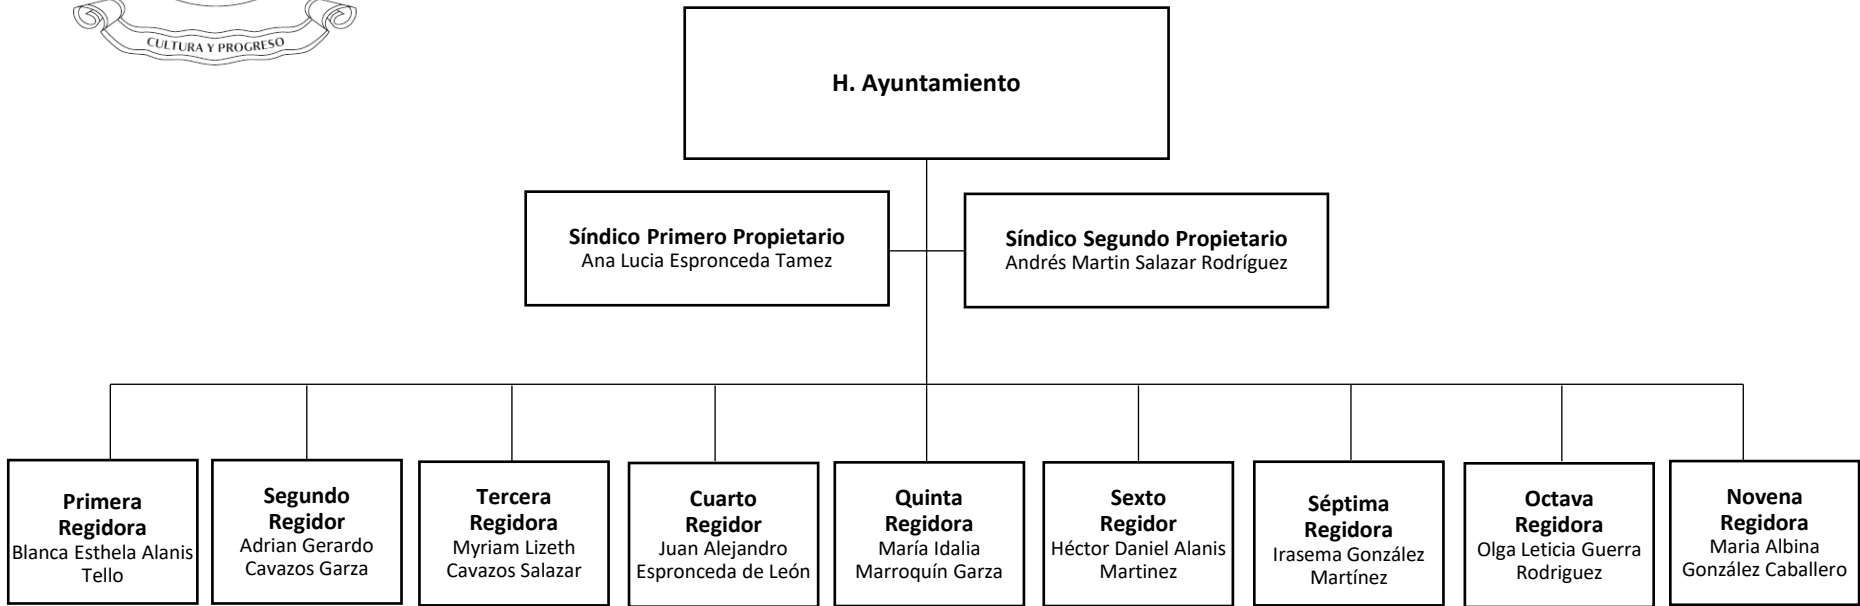 CULTURA Y PROGRESO
H. Ayuntamiento
Síndico Primero Propietario
Ana Lucia Espronceda Tamez
Síndico Segundo Propietario
Andrés Martin Salazar Rodríguez
Primera
Regidora
Blanca Esthela Alanis
Tello
Segundo
Regidor
Adrian Gerardo
Cavazos Garza
Tercera
Regidora
Myriam Lizeth
Cavazos Salazar
Cuarto
Regidor
Juan Alejandro
Espronceda de León
Quinta
Regidora
María Idalia
Marroquín Garza
Sexto
Regidor
Héctor Daniel Alanis
Martinez
Séptima
Regidora
Irasema González
Martínez
Octava
Regidora
Olga Leticia Guerra
Rodriguez
Novena
Regidora
Maria Albina
González Caballero